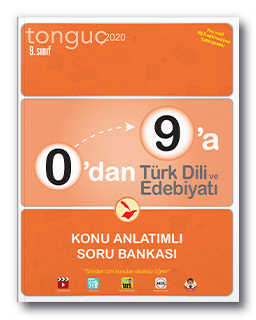 tonguç 2020
9. sınıf
0'dan 9'a
Türk Dili ve
Edebiyatı
KONU ANLATIMLI
SORU BANKASI